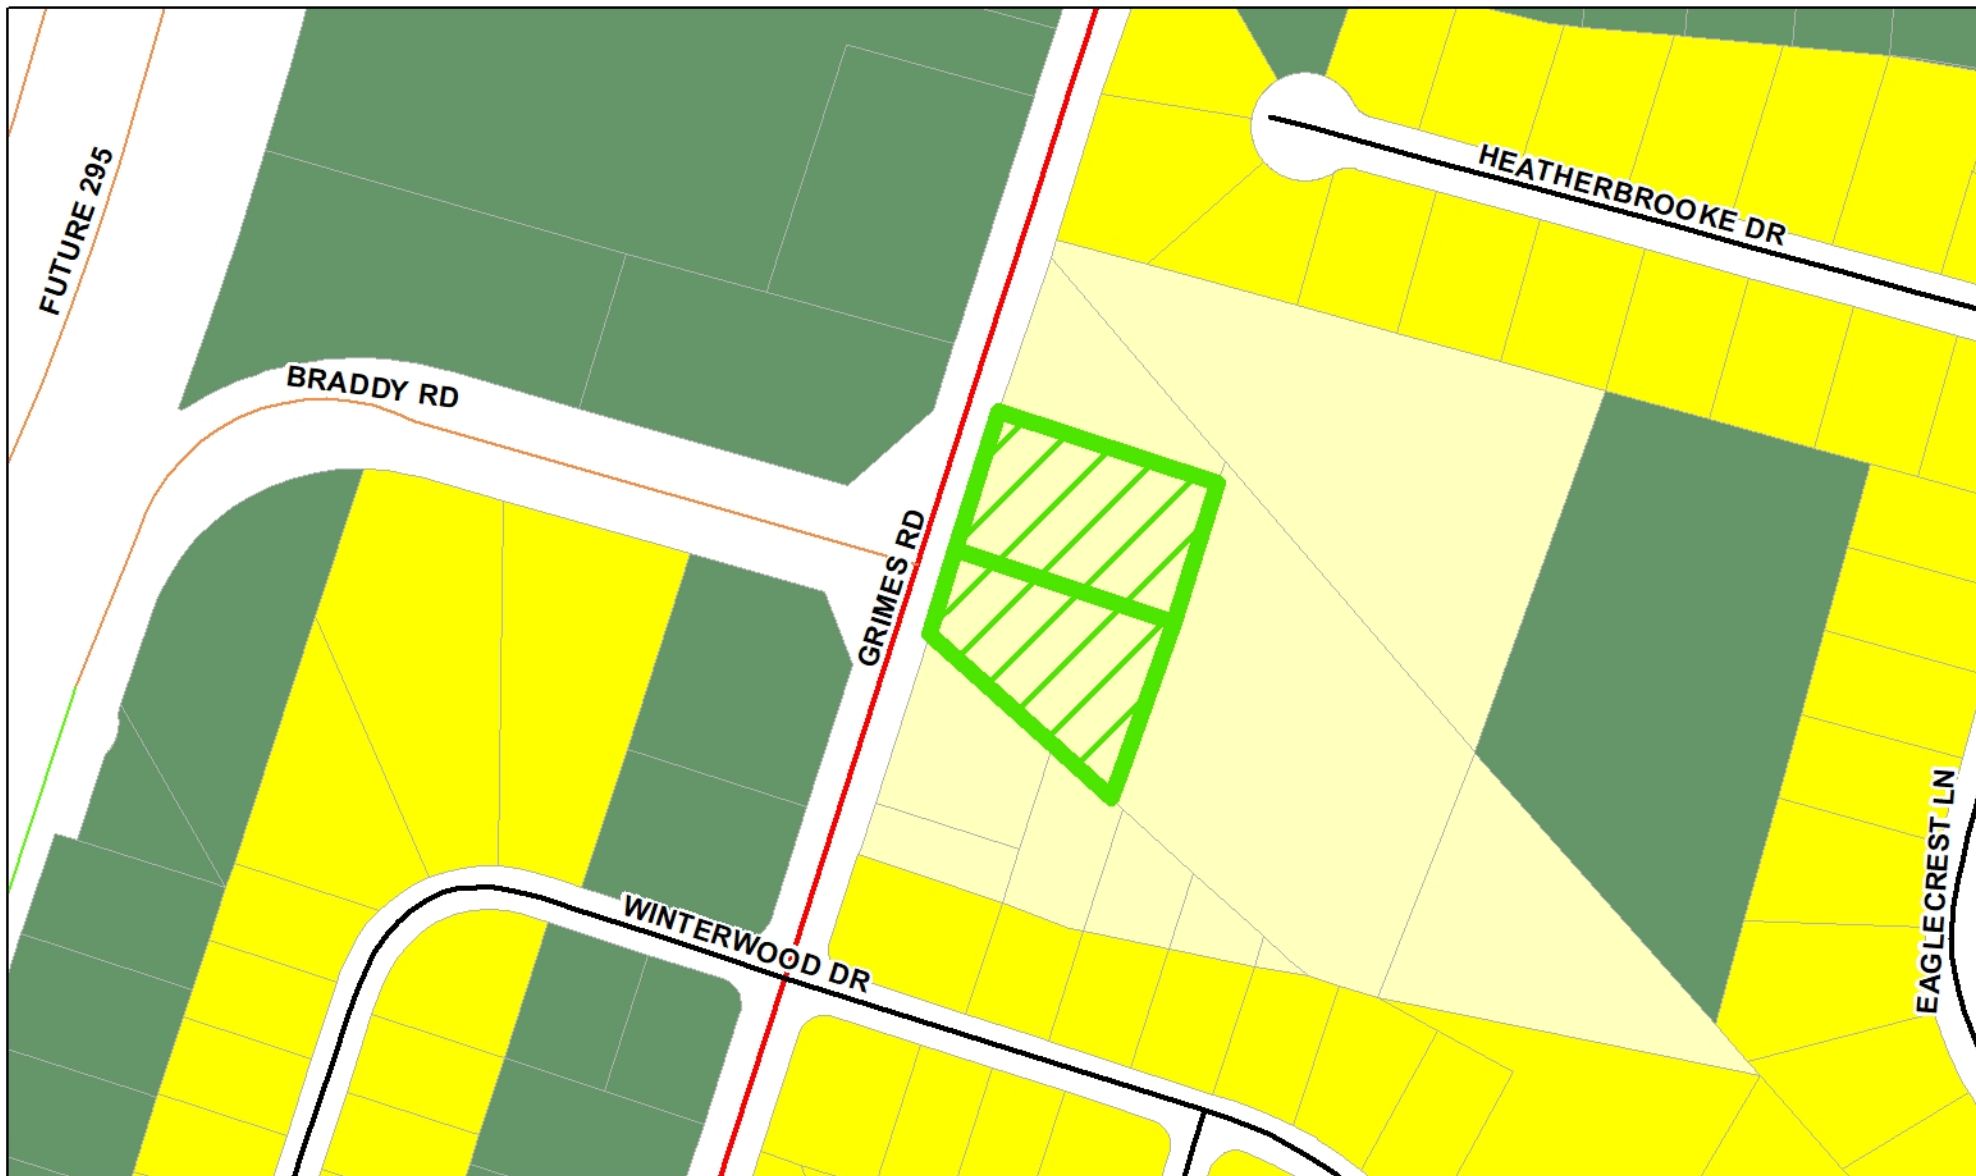 HEATHERBROOKE DR
FUTURE 295
BRADDY RD
GRIMES RD
WINTERWOOD DR
EAGLECREST LN